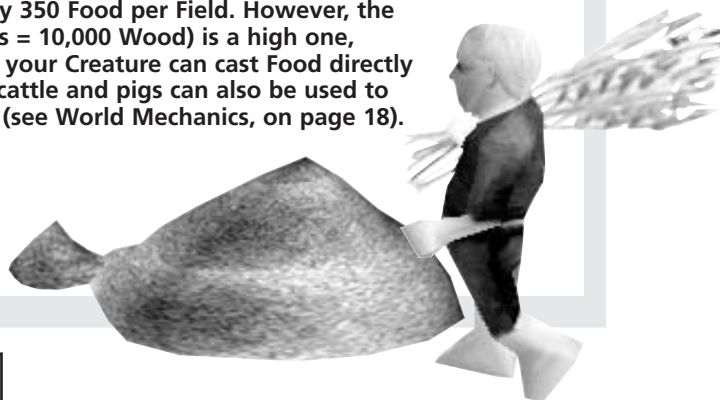 y 350 Food per Field. However, the
s = 10,000 Wood) is a high one,
your Creature can cast Food directly
cattle and pigs can also be used to
(see World Mechanics, on page 18).